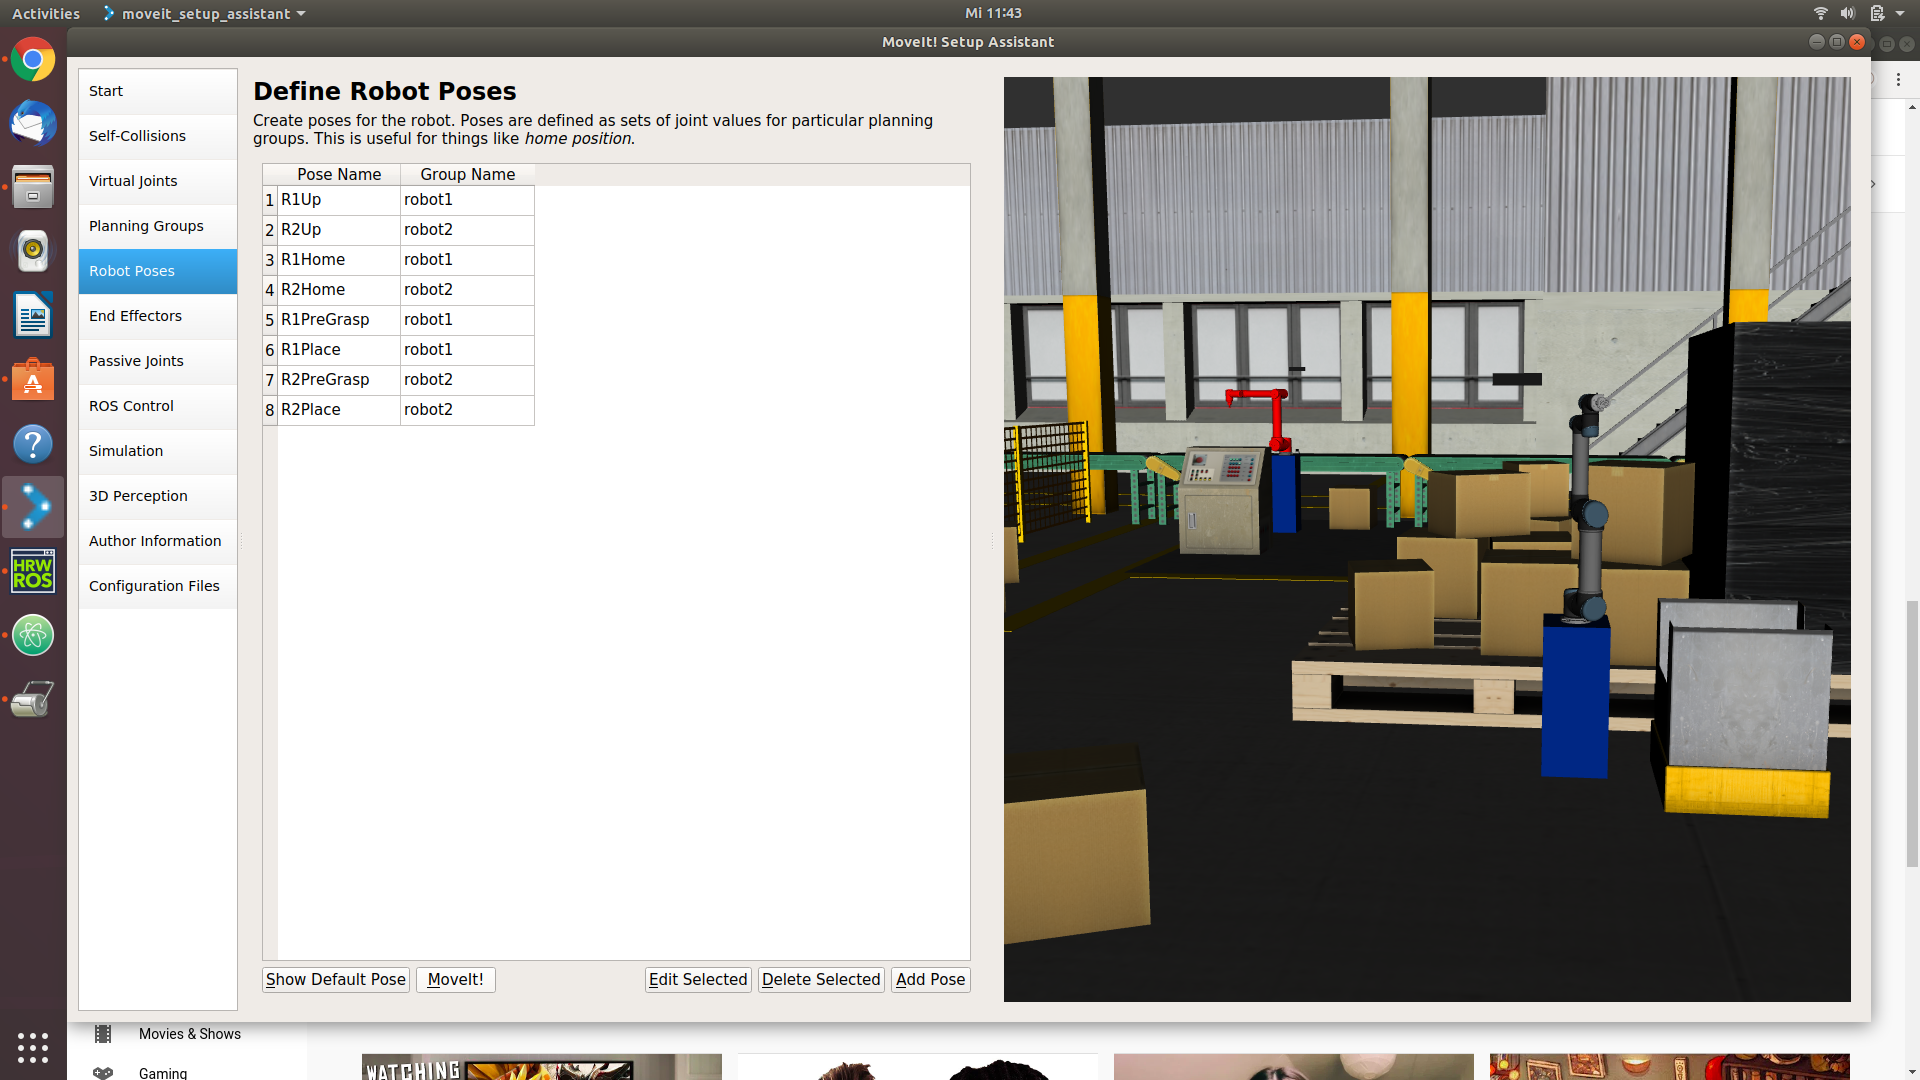 Activities
moveit_setup_assistant
Mi 11:43
MoveIt! Setup Assistant
Start
Self-Collisions
Virtual Joints
Planning Groups
Robot Poses
End Effectors
Passive Joints
ROS Control
Simulation
3D Perception
Author Information
Configuration Files
Define Robot Poses
Create poses for the robot. Poses are defined as sets of joint values for particular planning
groups. This is useful for things like home position.
Pose Name Group Name
1 R1Up robot1
2 R2Up robot2
3 R1Home robot1
4 R2Home robot2
5 R1PreGrasp robot1
6 R1Place robot1
7 R2PreGrasp robot2
8 R2Place robot2
Show Default Pose MoveIt! Edit Selected Delete Selected Add Pose
HRW
ROS
Movies & Shows
Gaming
WATCHING